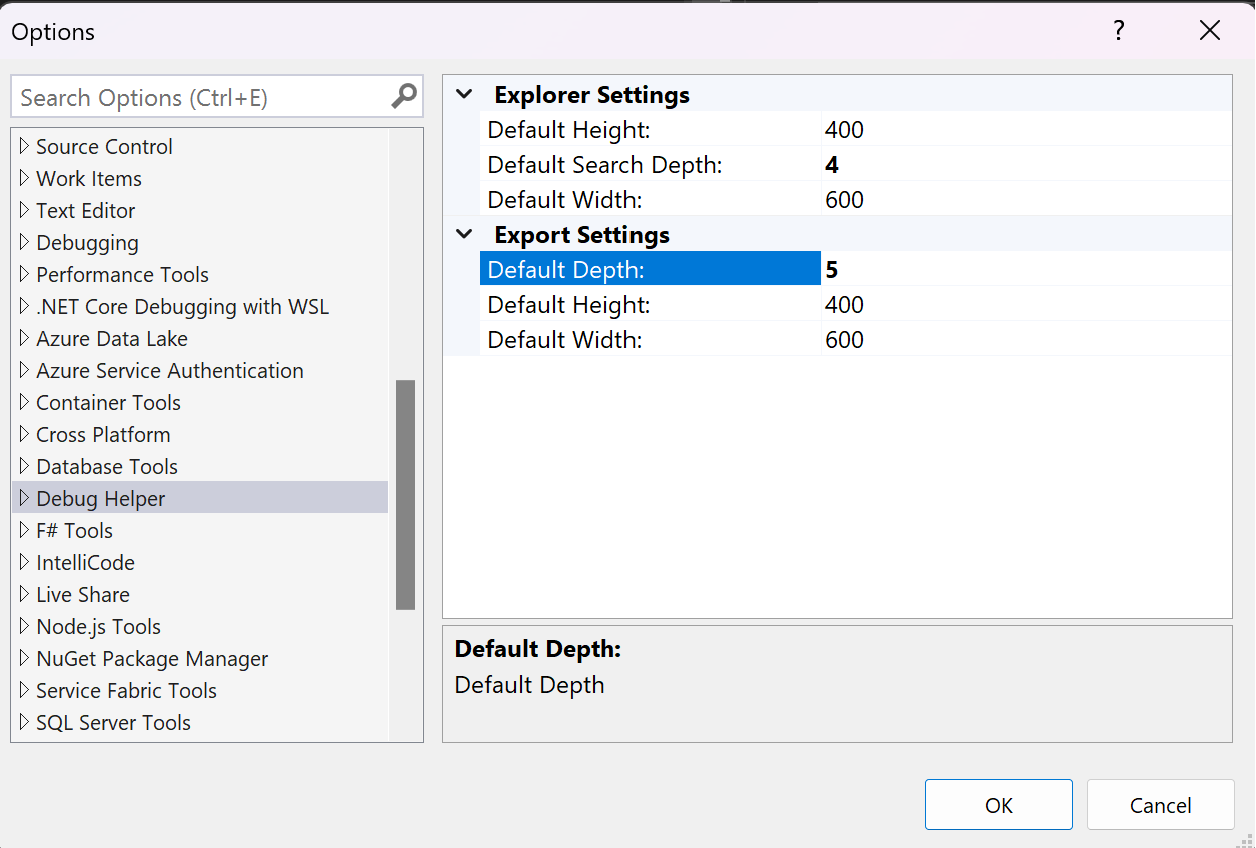 Options
?
Search Options (Ctrl+E)
Source Control
Work Items
Text Editor
Debugging
Performance Tools
.NET Core Debugging with WSL
Azure Data Lake
Azure Service Authentication
Container Tools
Cross Platform
Database Tools
Debug Helper
F# Tools
IntelliCode
Live Share
Node.js Tools
NuGet Package Manager
Service Fabric Tools
SQL Server Tools
Explorer Settings
Default Height: 400
Default Search Depth: 4
Default Width: 600
Export Settings
Default Depth: 5
Default Height: 400
Default Width: 600
Default Depth:
Default Depth
OK
Cancel